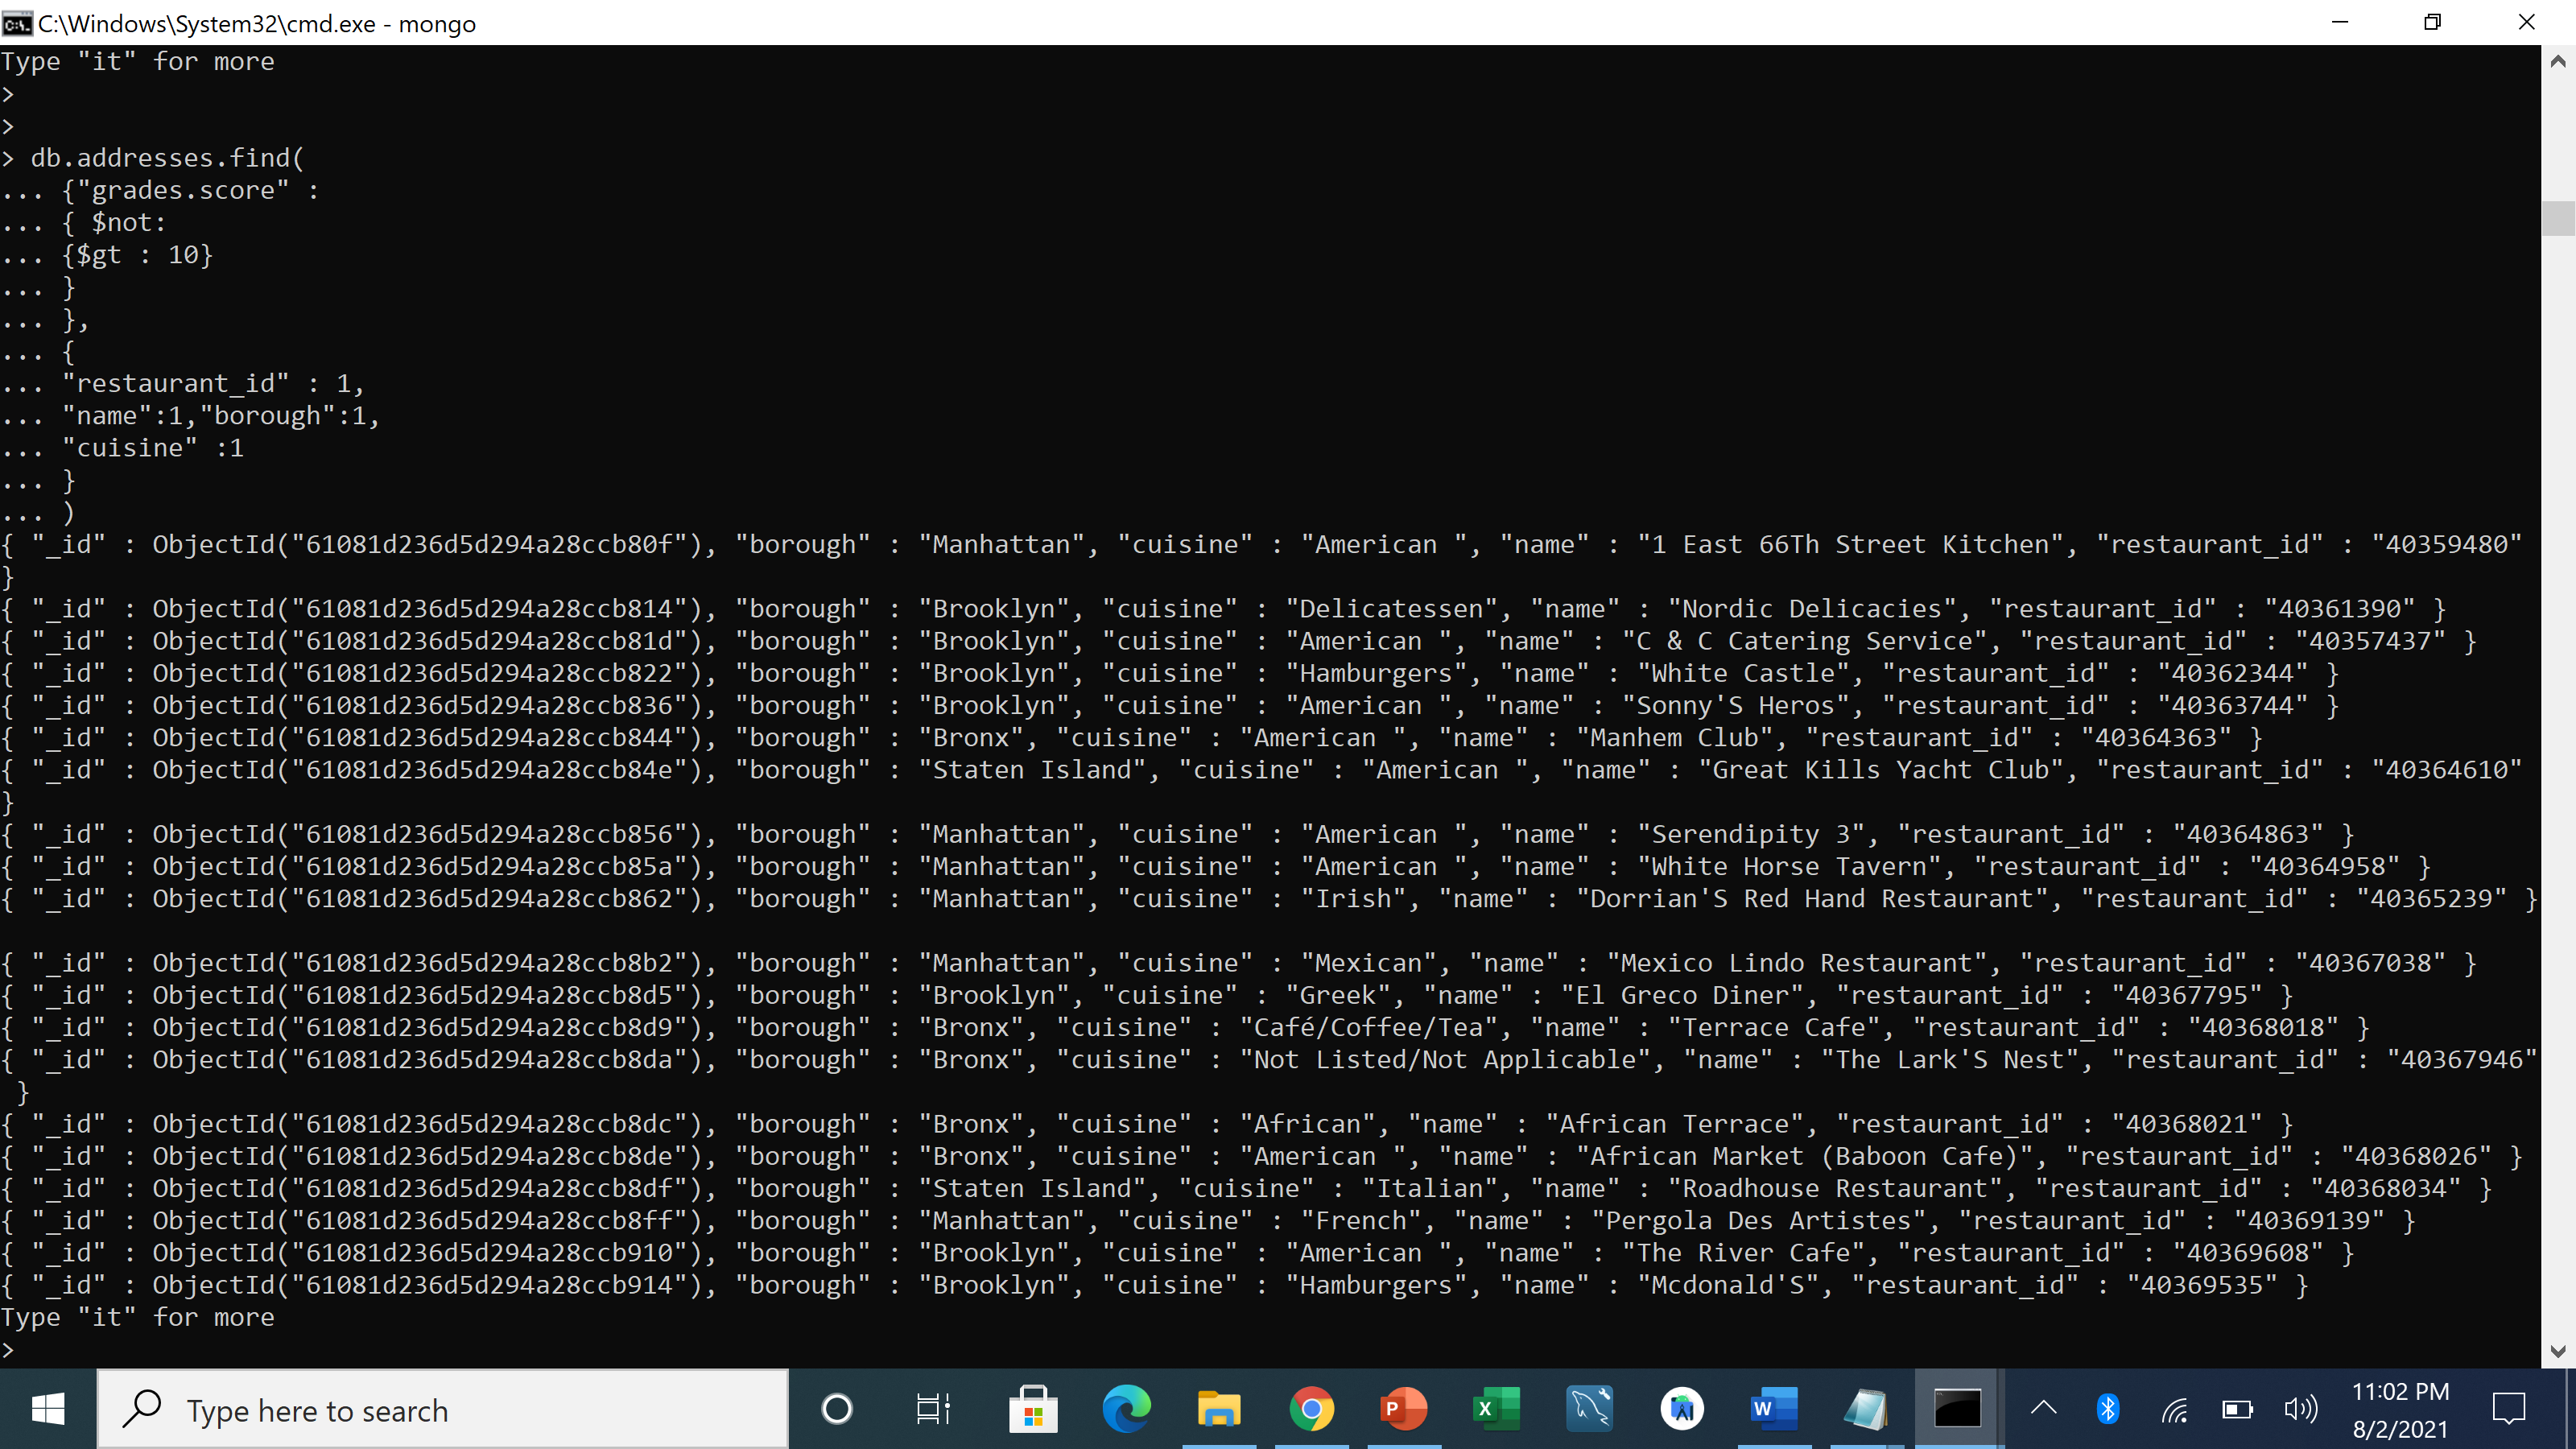 C:\Windows\System32\cmd.exe - mongo
Type "it" for more
>
>
> db.addresses.find(
... {"grades.score" :
... { $not:
... {$gt : 10}
... }
... },
... {
... "restaurant_id" : 1,
... "name":1,"borough":1,
... "cuisine" :1
... }
... )
{ "_id" : ObjectId("61081d236d5d294a28ccb80f"), "borough" : "Manhattan", "cuisine" : "American ", "name" : "1 East 66Th Street Kitchen", "restaurant_id" : "40359480"
}
{ "_id" : ObjectId("61081d236d5d294a28ccb814"), "borough" : "Brooklyn", "cuisine" : "Delicatessen", "name" : "Nordic Delicacies", "restaurant_id" : "40361390" }
{ "_id" : ObjectId("61081d236d5d294a28ccb81d"), "borough" : "Brooklyn", "cuisine" : "American ", "name" : "C & C Catering Service", "restaurant_id" : "40357437" }
{ "_id" : ObjectId("61081d236d5d294a28ccb822"), "borough" : "Brooklyn", "cuisine" : "Hamburgers", "name" : "White Castle", "restaurant_id" : "40362344" }
{ "_id" : ObjectId("61081d236d5d294a28ccb836"), "borough" : "Brooklyn", "cuisine" : "American ", "name" : "Sonny'S Heros", "restaurant_id" : "40363744" }
{ "_id" : ObjectId("61081d236d5d294a28ccb844"), "borough" : "Bronx", "cuisine" : "American ", "name" : "Manhem Club", "restaurant_id" : "40364363" }
{ "_id" : ObjectId("61081d236d5d294a28ccb84e"), "borough" : "Staten Island", "cuisine" : "American ", "name" : "Great Kills Yacht Club", "restaurant_id" : "40364610"
}
{ "_id" : ObjectId("61081d236d5d294a28ccb856"), "borough" : "Manhattan", "cuisine" : "American ", "name" : "Serendipity 3", "restaurant_id" : "40364863" }
{ "_id" : ObjectId("61081d236d5d294a28ccb85a"), "borough" : "Manhattan", "cuisine" : "American ", "name" : "White Horse Tavern", "restaurant_id" : "40364958" }
{ "_id" : ObjectId("61081d236d5d294a28ccb862"), "borough" : "Manhattan", "cuisine" : "Irish", "name" : "Dorrian'S Red Hand Restaurant", "restaurant_id" : "40365239" }
{ "_id" : ObjectId("61081d236d5d294a28ccb8b2"), "borough" : "Manhattan", "cuisine" : "Mexican", "name" : "Mexico Lindo Restaurant", "restaurant_id" : "40367038" }
{ "_id" : ObjectId("61081d236d5d294a28ccb8d5"), "borough" : "Brooklyn", "cuisine" : "Greek", "name" : "El Greco Diner", "restaurant_id" : "40367795" }
{ "_id" : ObjectId("61081d236d5d294a28ccb8d9"), "borough" : "Bronx", "cuisine" : "Café/Coffee/Tea", "name" : "Terrace Cafe", "restaurant_id" : "40368018" }
{ "_id" : ObjectId("61081d236d5d294a28ccb8da"), "borough" : "Bronx", "cuisine" : "Not Listed/Not Applicable", "name" : "The Lark'S Nest", "restaurant_id" : "40367946"
 }
{ "_id" : ObjectId("61081d236d5d294a28ccb8dc"), "borough" : "Bronx", "cuisine" : "African", "name" : "African Terrace", "restaurant_id" : "40368021" }
{ "_id" : ObjectId("61081d236d5d294a28ccb8de"), "borough" : "Bronx", "cuisine" : "American ", "name" : "African Market (Baboon Cafe)", "restaurant_id" : "40368026" }
{ "_id" : ObjectId("61081d236d5d294a28ccb8df"), "borough" : "Staten Island", "cuisine" : "Italian", "name" : "Roadhouse Restaurant", "restaurant_id" : "40368034" }
{ "_id" : ObjectId("61081d236d5d294a28ccb8ff"), "borough" : "Manhattan", "cuisine" : "French", "name" : "Pergola Des Artistes", "restaurant_id" : "40369139" }
{ "_id" : ObjectId("61081d236d5d294a28ccb910"), "borough" : "Brooklyn", "cuisine" : "American ", "name" : "The River Cafe", "restaurant_id" : "40369608" }
{ "_id" : ObjectId("61081d236d5d294a28ccb914"), "borough" : "Brooklyn", "cuisine" : "Hamburgers", "name" : "Mcdonald'S", "restaurant_id" : "40369535" }
Type "it" for more
>
Type here to search
11:02 PM
8/2/2021